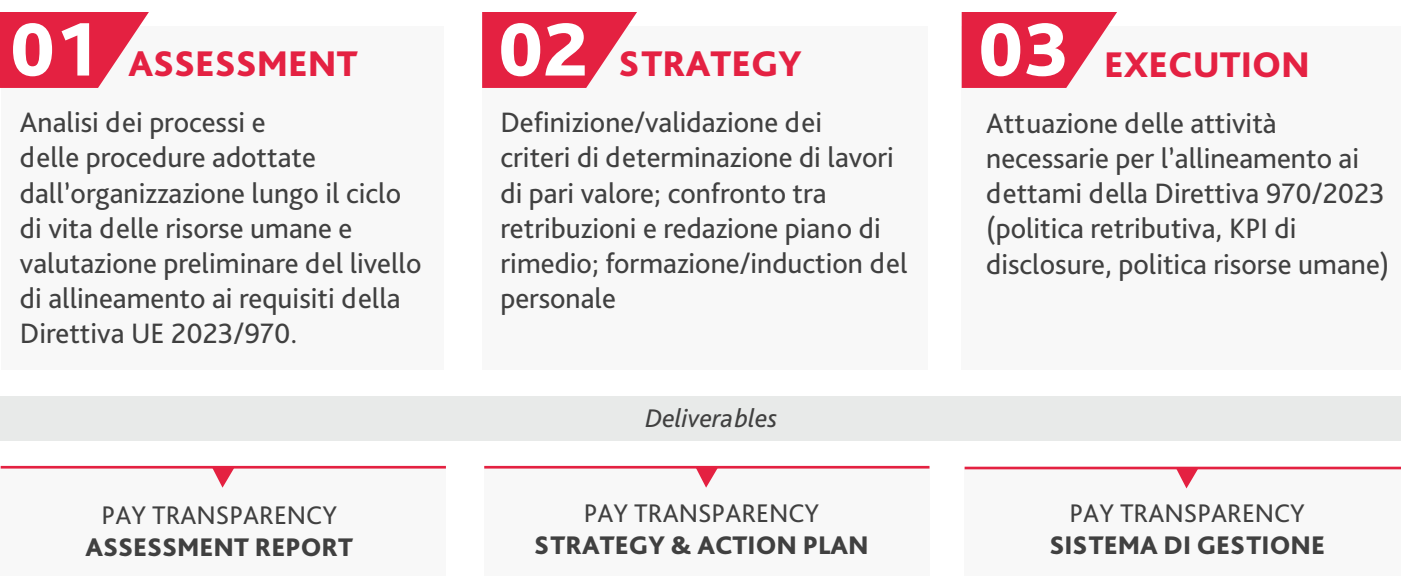 01 ASSESSMENT
Analisi dei processi e
delle procedure adottate
dall'organizzazione lungo il ciclo
di vita delle risorse umane e
valutazione preliminare del livello
di allineamento ai requisiti della
Direttiva UE 2023/970.
02 STRATEGY
Definizione/validazione dei
criteri di determinazione di lavori
di pari valore; confronto tra
retribuzioni e redazione piano di
rimedio; formazione/induction del
personale
03 EXECUTION
Attuazione delle attività
necessarie per l'allineamento ai
dettami della Direttiva 970/2023
(politica retributiva, KPI di
disclosure, politica risorse umane)
Deliverables
PAY TRANSPARENCY
ASSESSMENT REPORT
PAY TRANSPARENCY
STRATEGY & ACTION PLAN
PAY TRANSPARENCY
SISTEMA DI GESTIONE